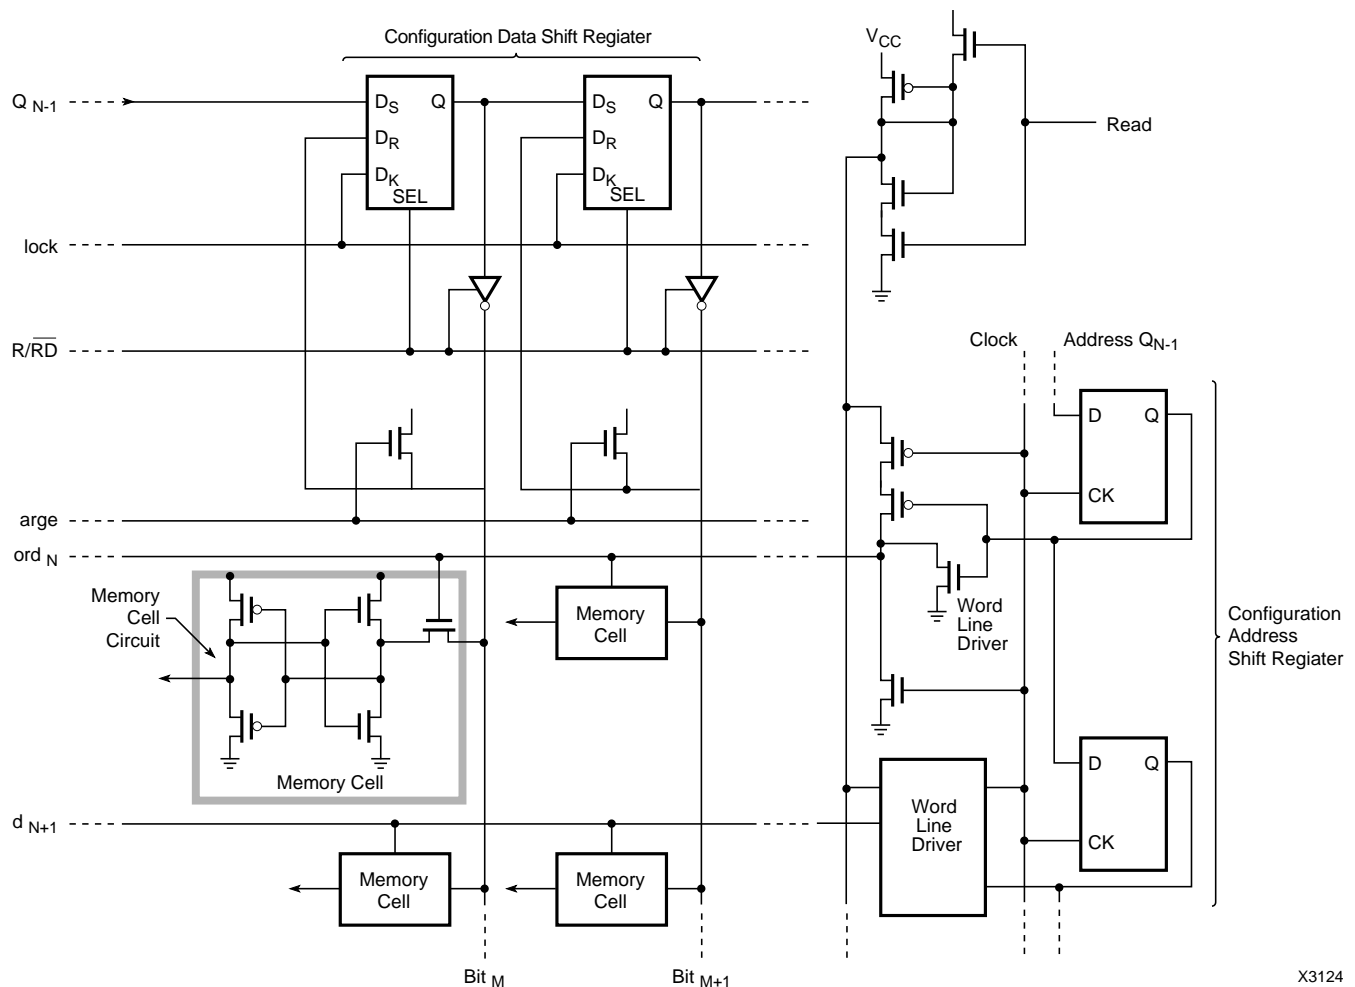 Configuration Data Shift Regiater
Q N-1
DS Q
DR
DK
SEL
DS Q
DR
DK
SEL
VCC
Read
lock
R/R̅D̅
Clock
Address QN-1
D Q
CK
arge
ord N
Memory
Cell
Circuit
Memory Cell
Memory
Cell
Word
Line
Driver
Configuration
Address
Shift Regiater
D Q
CK
d N+1
Memory
Cell
Memory
Cell
Word
Line
Driver
Bit M
Bit M+1
X3124